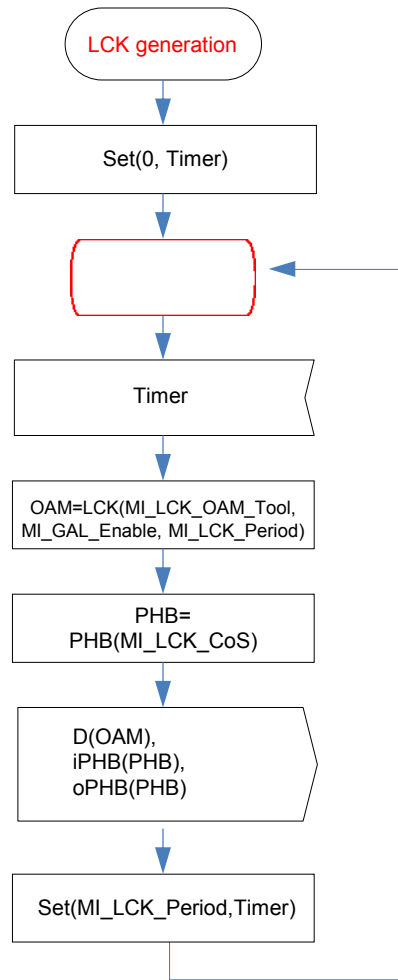 LCK generation
Set(0, Timer)
Timer
OAM=LCK(MI_LCK_OAM_Tool,
MI_GAL_Enable, MI_LCK_Period)
PHB=
PHB(MI_LCK_CoS)
D(OAM),
iPHB(PHB),
oPHB(PHB)
Set(MI_LCK_Period,Timer)